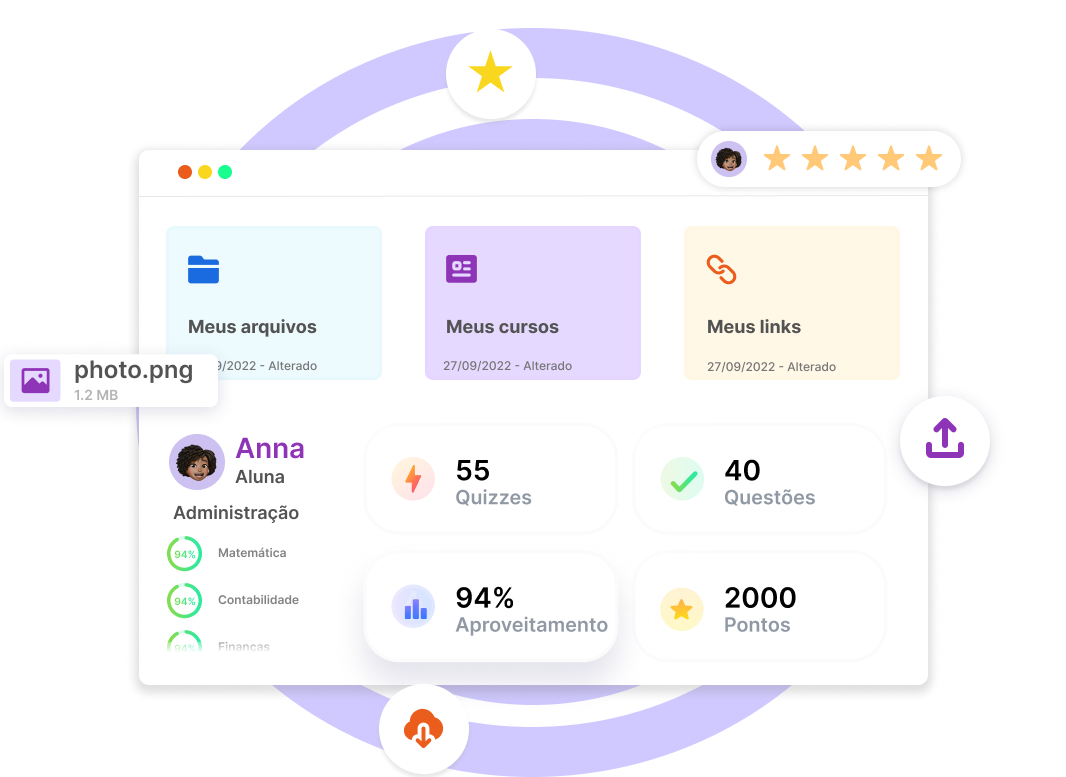 Meus arquivos
Meus cursos
Meus links
9/2022 - Alterado
27/09/2022 - Alterado
27/09/2022 - Alterado
photo.png
1.2 MB
Anna
Aluna
Administração
94% Matemática
94% Contabilidade
94% Finanças
55
Quizzes
40
Questões
94%
Aproveitamento
2000
Pontos